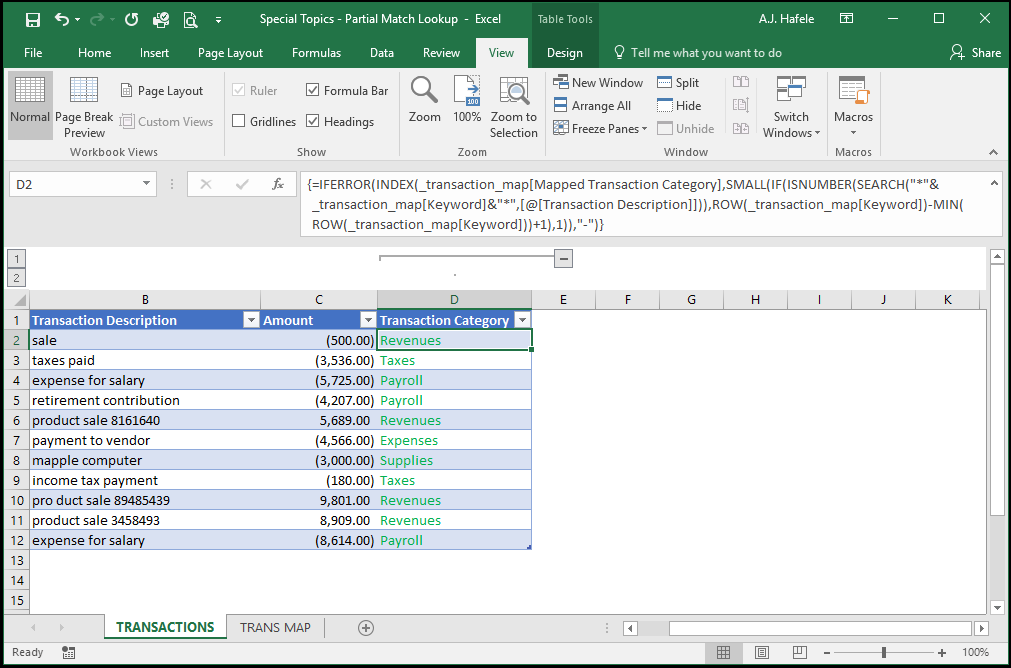 Special Topics - Partial Match Lookup - Excel
Table Tools
A.J. Hafele
File Home Insert Page Layout Formulas Data Review View Design Tell me what you want to do Share
Normal
Page Break Preview
Page Layout
Custom Views
Workbook Views
Ruler
Formula Bar
Gridlines
Headings
Show
Zoom
100
100%
Zoom to Selection
Zoom
New Window
Arrange All
Freeze Panes
Split
Hide
Unhide
Switch Windows
Window
Macros
Macros
D2
fx
{=IFERROR(INDEX(_transaction_map[Mapped Transaction Category],SMALL(IF(ISNUMBER(SEARCH("*"&
_transaction_map[Keyword]&"*",[@[Transaction Description]])),ROW(_transaction_map[Keyword])-MIN(
ROW(_transaction_map[Keyword]))+1),1)),"-")}
1
2
B C D E F G H I J K
1 Transaction Description Amount Transaction Category
2 sale (500.00) Revenues
3 taxes paid (3,536.00) Taxes
4 expense for salary (5,725.00) Payroll
5 retirement contribution (4,207.00) Payroll
6 product sale 8161640 5,689.00 Revenues
7 payment to vendor (4,566.00) Expenses
8 mapple computer (3,000.00) Supplies
9 income tax payment (180.00) Taxes
10 pro duct sale 89485439 9,801.00 Revenues
11 product sale 3458493 8,909.00 Revenues
12 expense for salary (8,614.00) Payroll
13
14
15
TRANSACTIONS TRANS MAP
Ready 100%